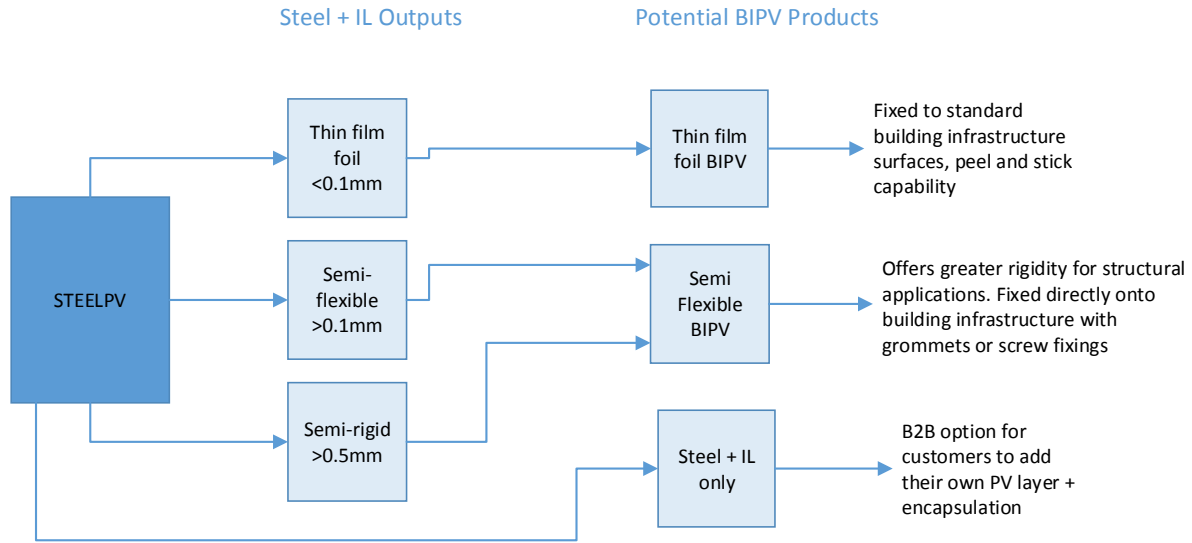 Steel + IL Outputs
Potential BIPV Products
Thin film
foil
<0.1mm
Thin film
foil BIPV
Fixed to standard
building infrastructure
surfaces, peel and stick
capability
STEELPV
Semi-
flexible
>0.1mm
Semi
Flexible
BIPV
Offers greater rigidity for structural
applications. Fixed directly onto
building infrastructure with
grommets or screw fixings
Semi-rigid
>0.5mm
Steel + IL
only
B2B option for
customers to add
their own PV layer +
encapsulation